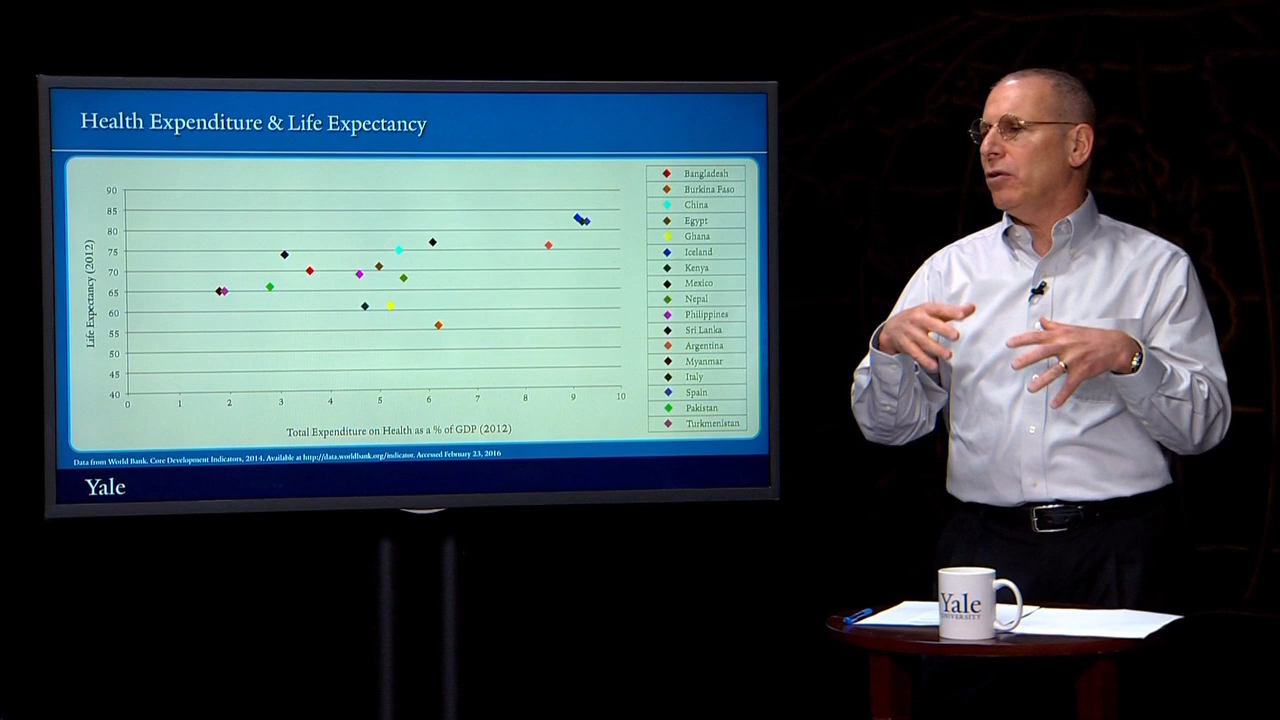 Health Expenditure & Life Expectancy
Life Expectancy (2012)
90
85
80
75
70
65
60
55
50
45
40
0 1 2 3 4 5 6 7 8 9 10
Total Expenditure on Health as a % of GDP (2012)
Bangladesh
Burkina Faso
China
Egypt
Ghana
Iceland
Kenya
Mexico
Nepal
Philippines
Sri Lanka
Argentina
Myanmar
Italy
Spain
Pakistan
Turkmenistan
Data from World Bank. Core Development Indicators, 2014. Available at http://data.worldbank.org/indicator. Accessed February 23, 2016
Yale
Yale
UNIVERSITY